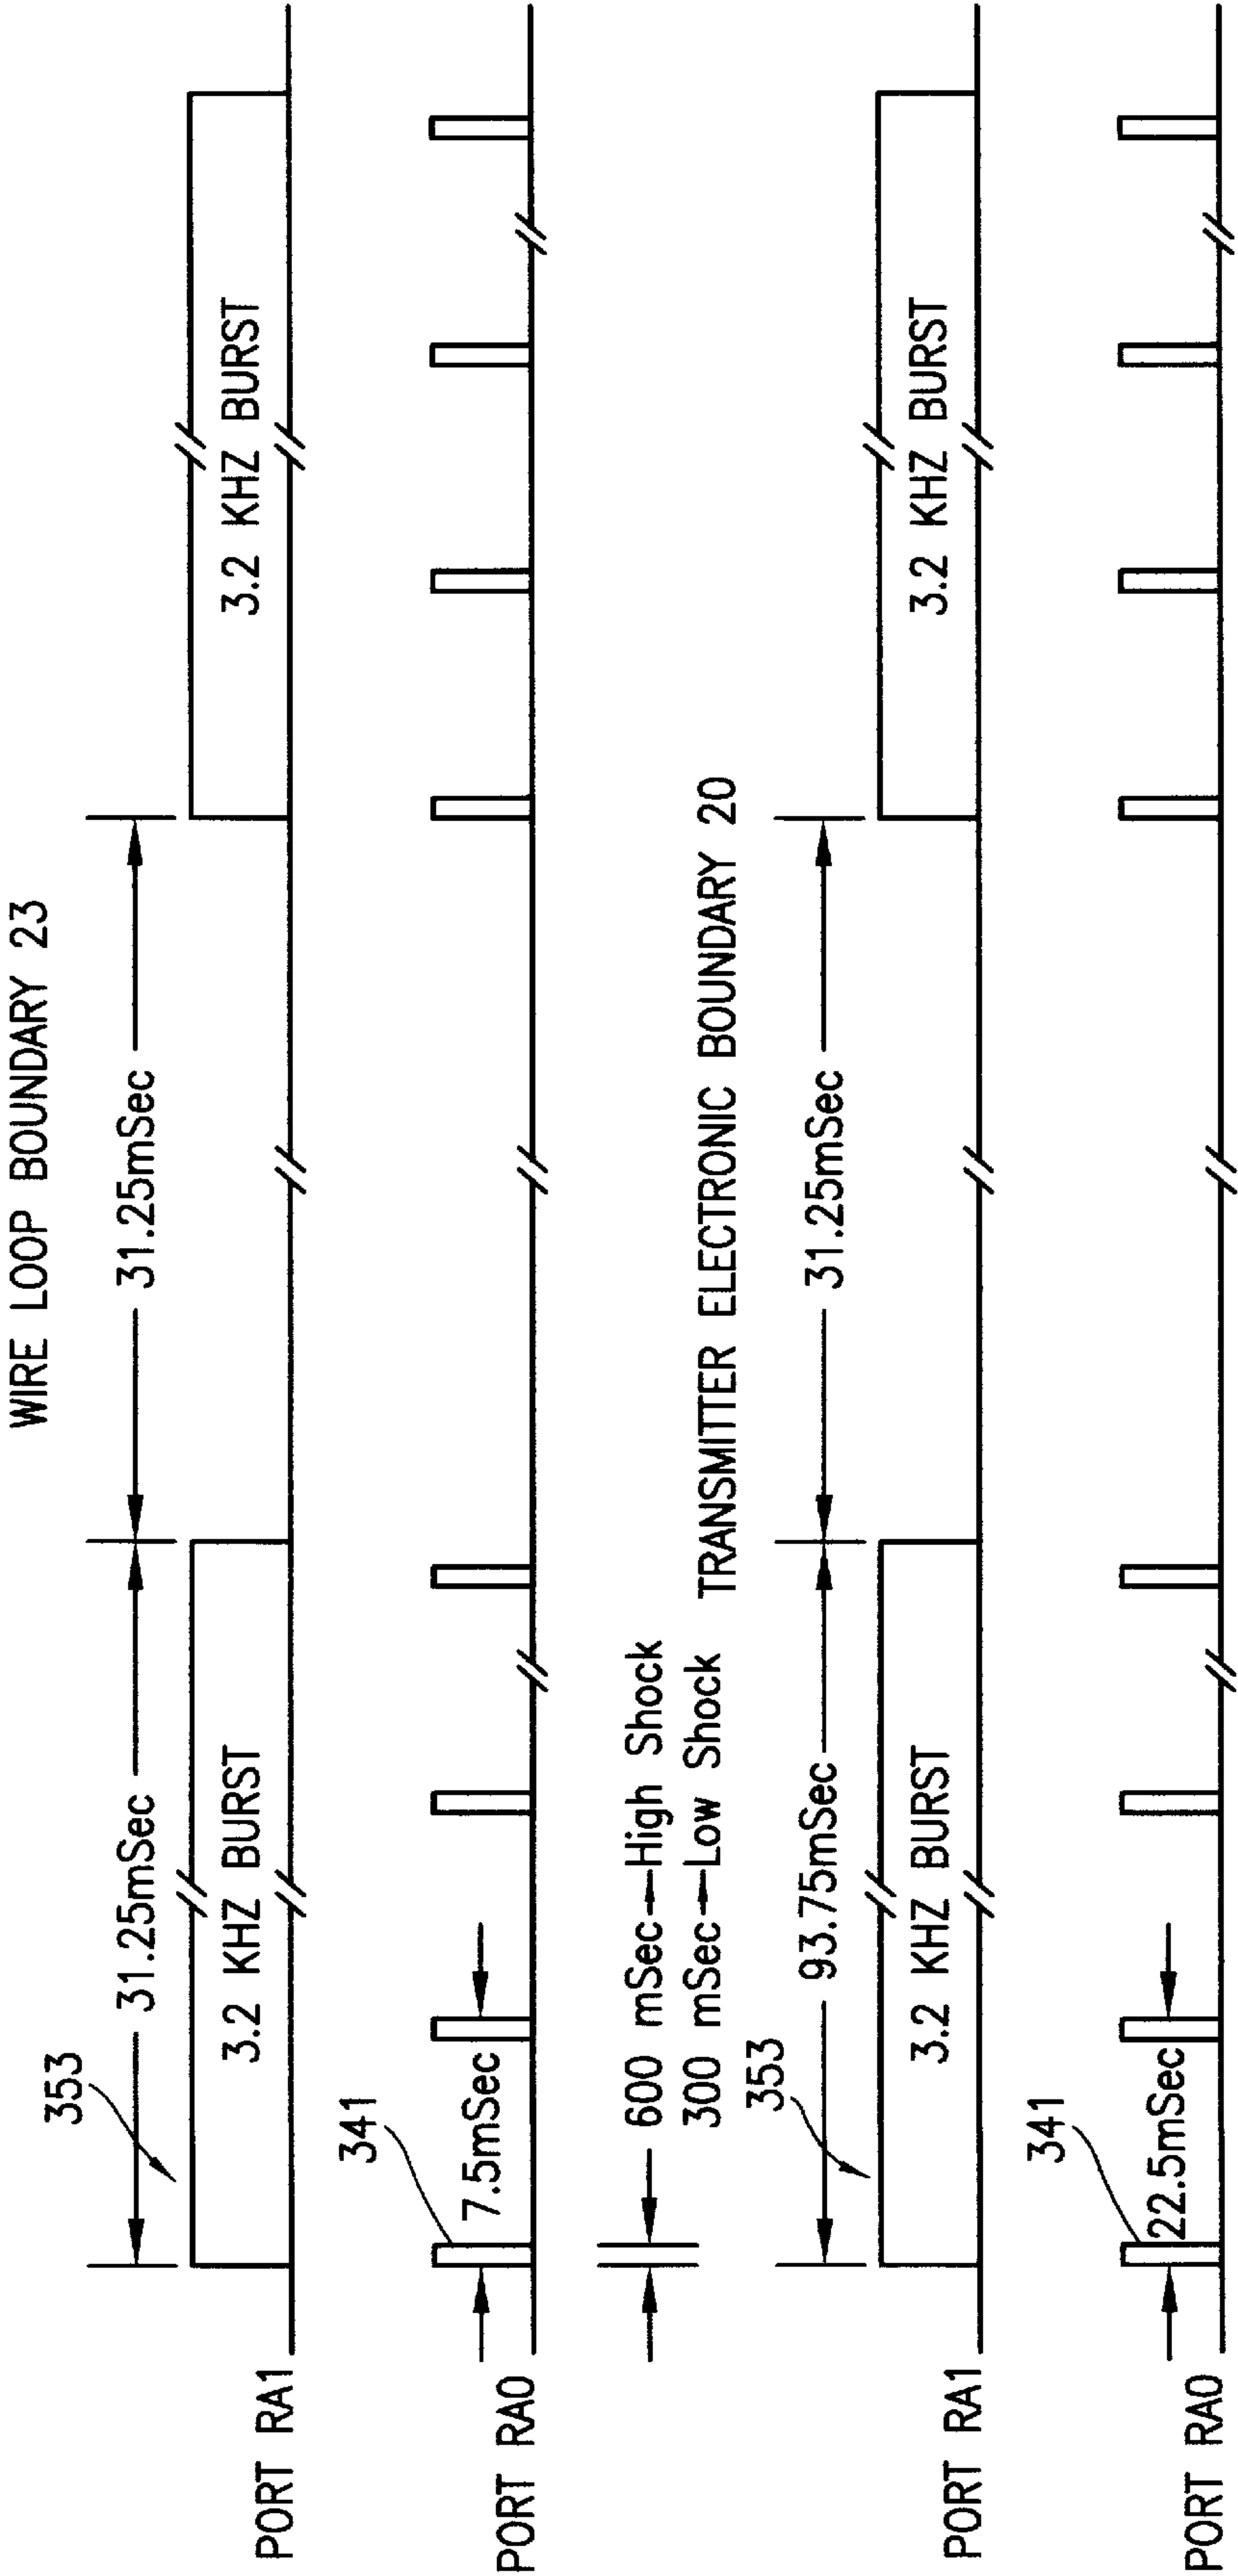 WIRE LOOP BOUNDARY 23
353
31.25mSec
31.25mSec
PORT RA1
3.2 KHZ BURST
3.2 KHZ BURST
341
PORT RA0
7.5mSec
600 mSec→High Shock
300 mSec→Low Shock
TRANSMITTER ELECTRONIC BOUNDARY 20
353
93.75mSec
31.25mSec
PORT RA1
3.2 KHZ BURST
3.2 KHZ BURST
341
PORT RA0
22.5mSec